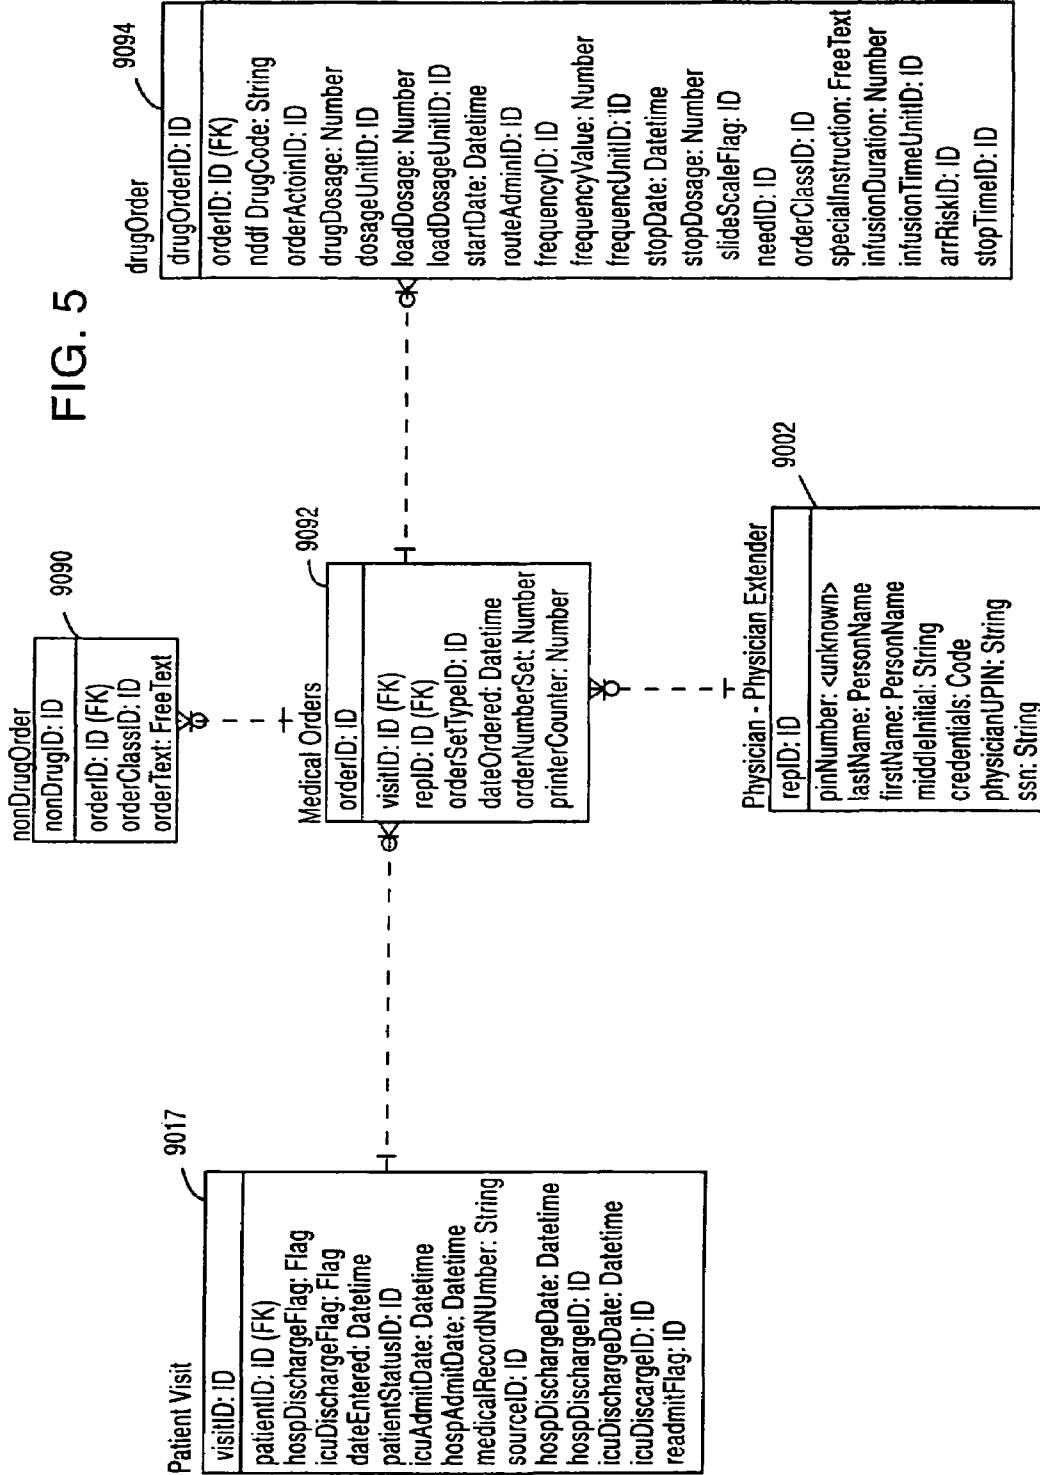 FIG. 5
nonDrugOrder
9090
nonDrugID: ID
orderID: ID (FK)
orderClassID: ID
orderText: FreeText
Patient Visit
9017
visitID: ID
patientID: ID (FK)
hospDischargeFlag: Flag
icuDischargeFlag: Flag
dateEntered: Datetime
patientStatusID: ID
icuAdmitDate: Datetime
hospAdmitDate: Datetime
medicalRecordNUmber: String
sourceID: ID
hospDischargeDate: Datetime
hospDischargeID: ID
icuDischargeDate: Datetime
icuDiscargeID: ID
readmitFlag: ID
Medical Orders
9092
orderID: ID
visitID: ID (FK)
repID: ID (FK)
orderSetTypeID: ID
dateOrdered: Datetime
orderNumberSet: Number
printerCounter: Number
drugOrder
9094
drugOrderID: ID
orderID: ID (FK)
nddf DrugCode: String
orderActoinID: ID
drugDosage: Number
dosageUnitID: ID
loadDosage: Number
loadDosageUnitID: ID
startDate: Datetime
routeAdminID: ID
frequencyID: ID
frequencyValue: Number
frequencUnitID: ID
stopDate: Datetime
stopDosage: Number
slideScaleFlag: ID
needID: ID
orderClassID: ID
specialInstruction: FreeText
infusionDuration: Number
infusionTimeUnitID: ID
arrRiskID: ID
stopTimeID: ID
Physician - Physician Extender
9002
repID: ID
pinNumber: <unknown>
lastName: PersonName
firstName: PersonName
middleInitial: String
credentials: Code
physicianUPIN: String
ssn: String